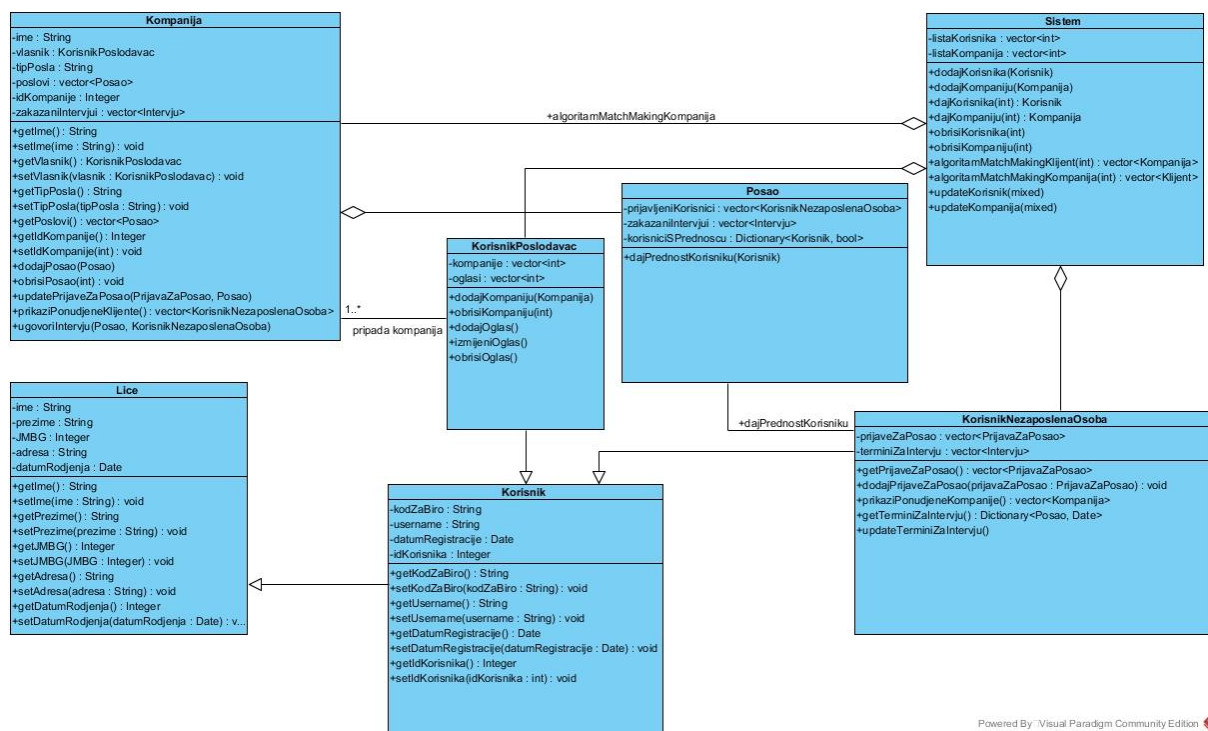 Kompanija
-ime : String
-vlasnik : KorisnikPoslodavac
-tipPosla : String
-poslovi : vector<Posao>
-idKompanije : Integer
-zakazaniIntervjui : vector<Intervju>
+getIme() : String
+setIme(ime : String) : void
+getVlasnik() : KorisnikPoslodavac
+setVlasnik(vlasnik : KorisnikPoslodavac) : void
+getTipPosla() : String
+setTipPosla(tipPosla : String) : void
+getPoslovi() : vector<Posao>
+getIdKompanije() : Integer
+setIdKompanije(int) : void
+dodajPosao(Posao)
+obrisiPosao(int) : void
+updatePrijaveZaPosao(PrijavaZaPosao, Posao)
+prikaziPonudjeneKlijente() : vector<KorisnikNezaposlenaOsoba>
+ugovoriIntervju(Posao, KorisnikNezaposlenaOsoba)
+algoritamMatchMakingKompanija
Sistem
-listaKorisnika : vector<int>
-listaKompanija : vector<int>
+dodajKorisnika(Korisnik)
+dodajKompaniju(Kompanija)
+dajKorisnika(int) : Korisnik
+dajKompaniju(int) : Kompanija
+obrisiKorisnika(int)
+obrisiKompaniju(int)
+algoritamMatchMakingKlijent(int) : vector<Kompanija>
+algoritamMatchMakingKompanija(int) : vector<Klijent>
+updateKorisnik(mixed)
+updateKompanija(mixed)
Posao
-prijavljeniKorisnici : vector<KorisnikNezaposlenaOsoba>
-zakazaniIntervjui : vector<Intervju>
-korisniciSPrednoscu : Dictionary<Korisnik, bool>
+dajPrednostKorisniku(Korisnik)
KorisnikPoslodavac
-kompanije : vector<int>
-oglasi : vector<int>
+dodajKompaniju(Kompanija)
+obrisiKompaniju(int)
+dodajOglas()
+izmijeniOglas()
+obrisiOglas()
1..*
pripada kompanija
Lice
-ime : String
-prezime : String
-JMBG : Integer
-adresa : String
-datumRodjenja : Date
+getIme() : String
+setIme(ime : String) : void
+getPrezime() : String
+setPrezime(prezime : String) : void
+getJMBG() : Integer
+setJMBG(JMBG : Integer) : void
+getAdresa() : String
+setAdresa(adresa : String) : void
+getDatumRodjenja() : Integer
+setDatumRodjenja(datumRodjenja : Date) : v...
+dajPrednostKorisniku
KorisnikNezaposlenaOsoba
-prijaveZaPosao : vector<PrijavaZaPosao>
-terminiZaIntervju : vector<Intervju>
+getPrijaveZaPosao() : vector<PrijavaZaPosao>
+dodajPrijaveZaPosao(prijavaZaPosao : PrijavaZaPosao) : void
+prikaziPonudjeneKompanije() : vector<Kompanija>
+getTerminiZaIntervju() : Dictionary<Posao, Date>
+updateTerminiZaIntervju()
Korisnik
-kodZaBiro : String
-username : String
-datumRegistracije : Date
-idKorisnika : Integer
+getKodZaBiro() : String
+setKodZaBiro(kodZaBiro : String) : void
+getUsername() : String
+setUsername(username : String) : void
+getDatumRegistracije() : Date
+setDatumRegistracije(datumRegistracije : Date) : void
+getIdKorisnika() : Integer
+setIdKorisnika(idKorisnika : int) : void
Powered By Visual Paradigm Community Edition